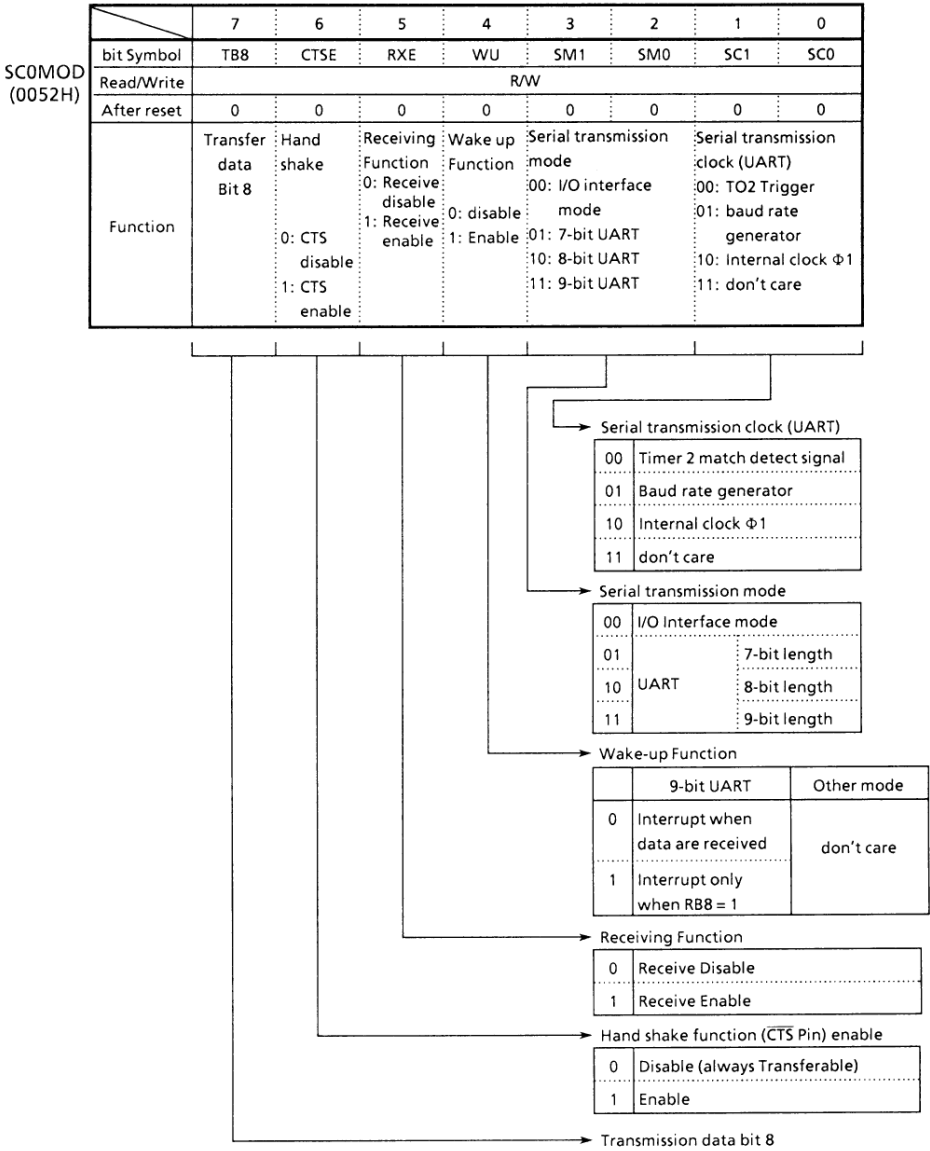 7 6 5 4 3 2 1 0
bit Symbol TB8 CTSE RXE WU SM1 SM0 SC1 SC0
SC0MOD
(0052H)
Read/Write R/W
After reset 0 0 0 0 0 0 0 0
Function
Transfer
data
Bit 8
Hand
shake
0: CTS
disable
1: CTS
enable
Receiving
Function
0: Receive
disable
1: Receive
enable
Wake up
Function
0: disable
1: Enable
Serial transmission
mode
00: I/O interface
mode
01: 7-bit UART
10: 8-bit UART
11: 9-bit UART
Serial transmission
clock (UART)
00: TO2 Trigger
01: baud rate
generator
10: Internal clock Φ1
11: don't care
Serial transmission clock (UART)
00 Timer 2 match detect signal
01 Baud rate generator
10 Internal clock Φ1
11 don't care
Serial transmission mode
00 I/O Interface mode
01 7-bit length
10 UART 8-bit length
11 9-bit length
Wake-up Function
9-bit UART Other mode
0 Interrupt when
data are received
don't care
1 Interrupt only
when RB8 = 1
Receiving Function
0 Receive Disable
1 Receive Enable
Hand shake function (C̅T̅S̅ Pin) enable
0 Disable (always Transferable)
1 Enable
Transmission data bit 8